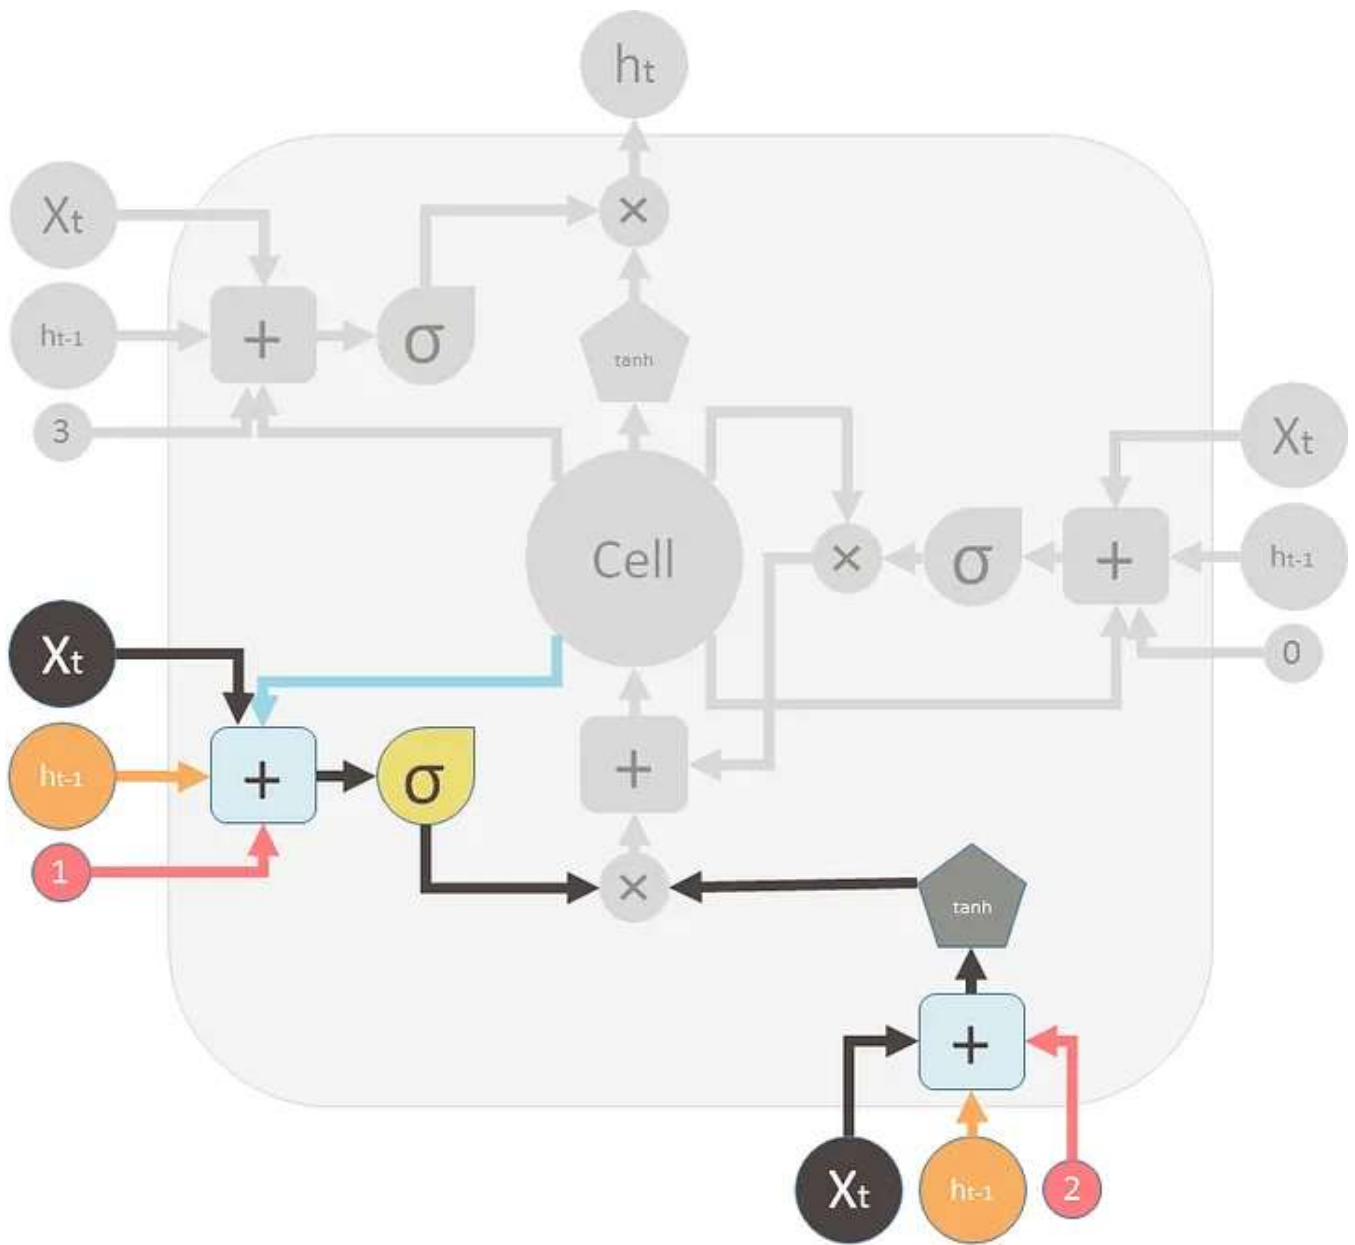 ht
×
Xt
ht-1
+
σ
tanh
3
Xt
Cell
×
σ
+
ht-1
0
Xt
ht-1
+
σ
+
1
×
tanh
+
Xt
ht-1
2